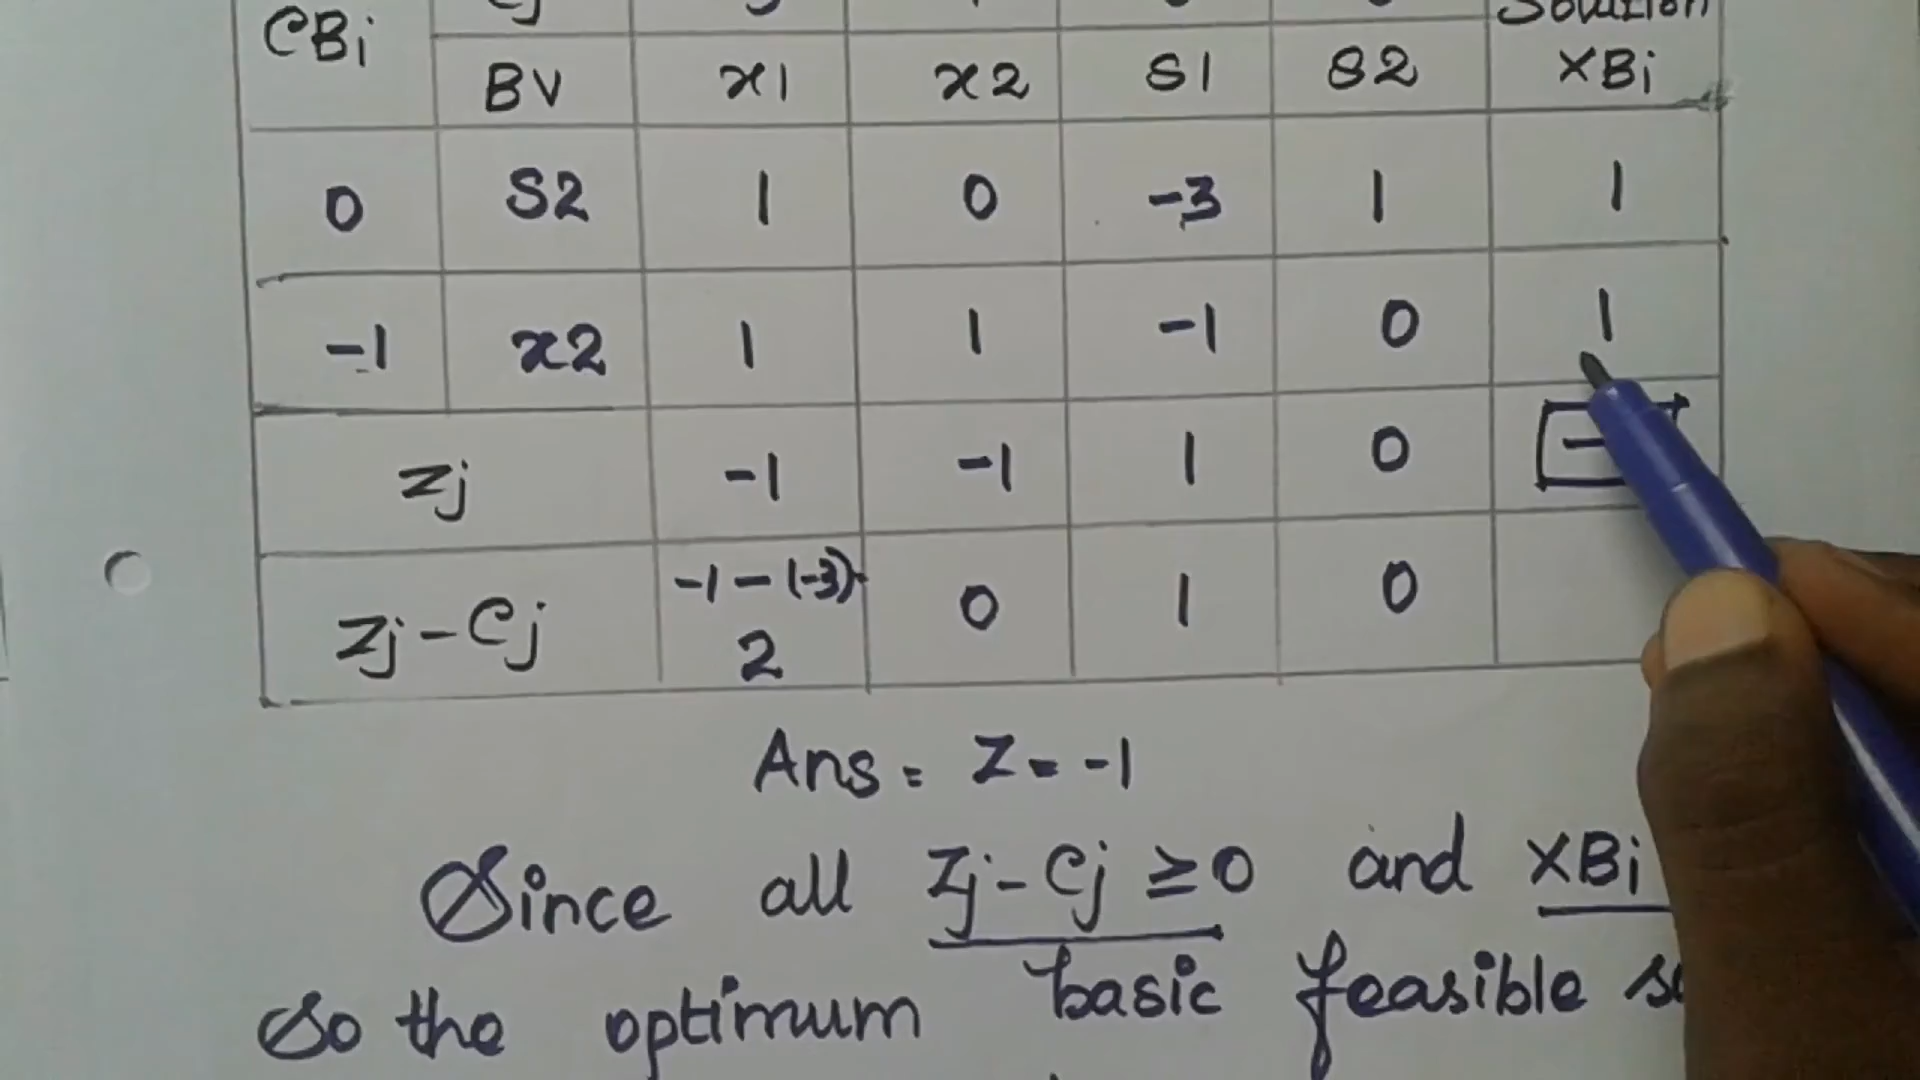 CBi Cj Solution
BV x1 x2 S1 S2 XBi
0 S2 1 0 -3 1 1
-1 x2 1 1 -1 0 1
Zj -1 -1 1 0
Zj-Cj -1-(-3) 2 0 1 0
Ans = Z = -1
Since all Zj-Cj ≥ 0 and XBi
So the optimum basic feasible